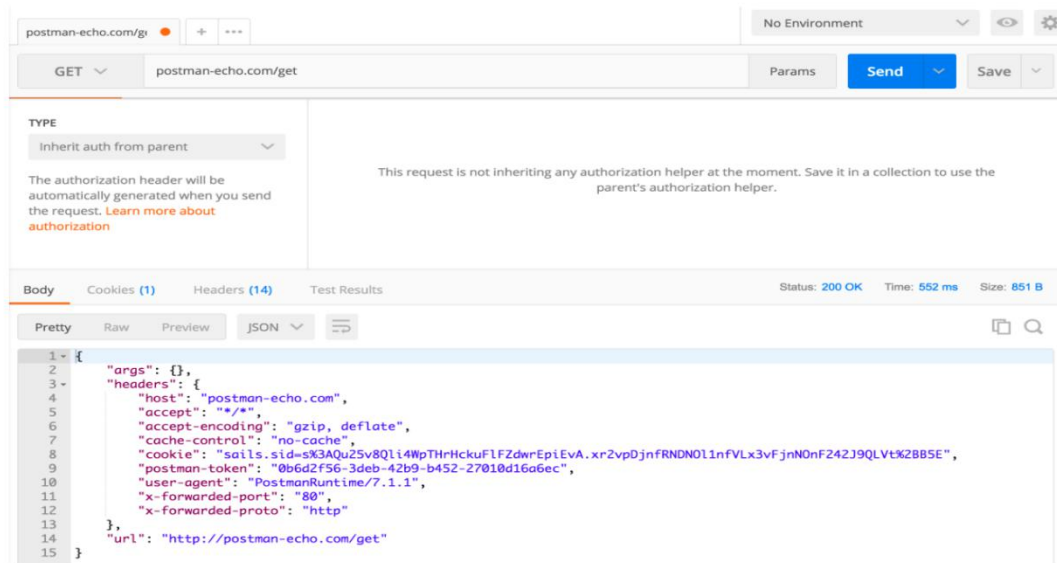 postman-echo.com/ge
+
No Environment
GET
postman-echo.com/get
Params
Send
Save
TYPE
Inherit auth from parent
The authorization header will be
automatically generated when you send
the request. Learn more about
authorization
This request is not inheriting any authorization helper at the moment. Save it in a collection to use the
parent's authorization helper.
Body Cookies (1) Headers (14) Test Results Status: 200 OK Time: 552 ms Size: 851 B
Pretty Raw Preview JSON
1 {
2 "args": {},
3 "headers": {
4 "host": "postman-echo.com",
5 "accept": "*/*",
6 "accept-encoding": "gzip, deflate",
7 "cache-control": "no-cache",
8 "cookie": "sails.sid=s%3AQu25v8Qli4WpTHrHckuFlFZdwrEpiEvA.xr2vpDjnfRNDNOl1nfVLx3vFjnNOnF242J9QLVt%2BB5E",
9 "postman-token": "0b6d2f56-3deb-42b9-b452-27010d16a6ec",
10 "user-agent": "PostmanRuntime/7.1.1",
11 "x-forwarded-port": "80",
12 "x-forwarded-proto": "http"
13 },
14 "url": "http://postman-echo.com/get"
15 }